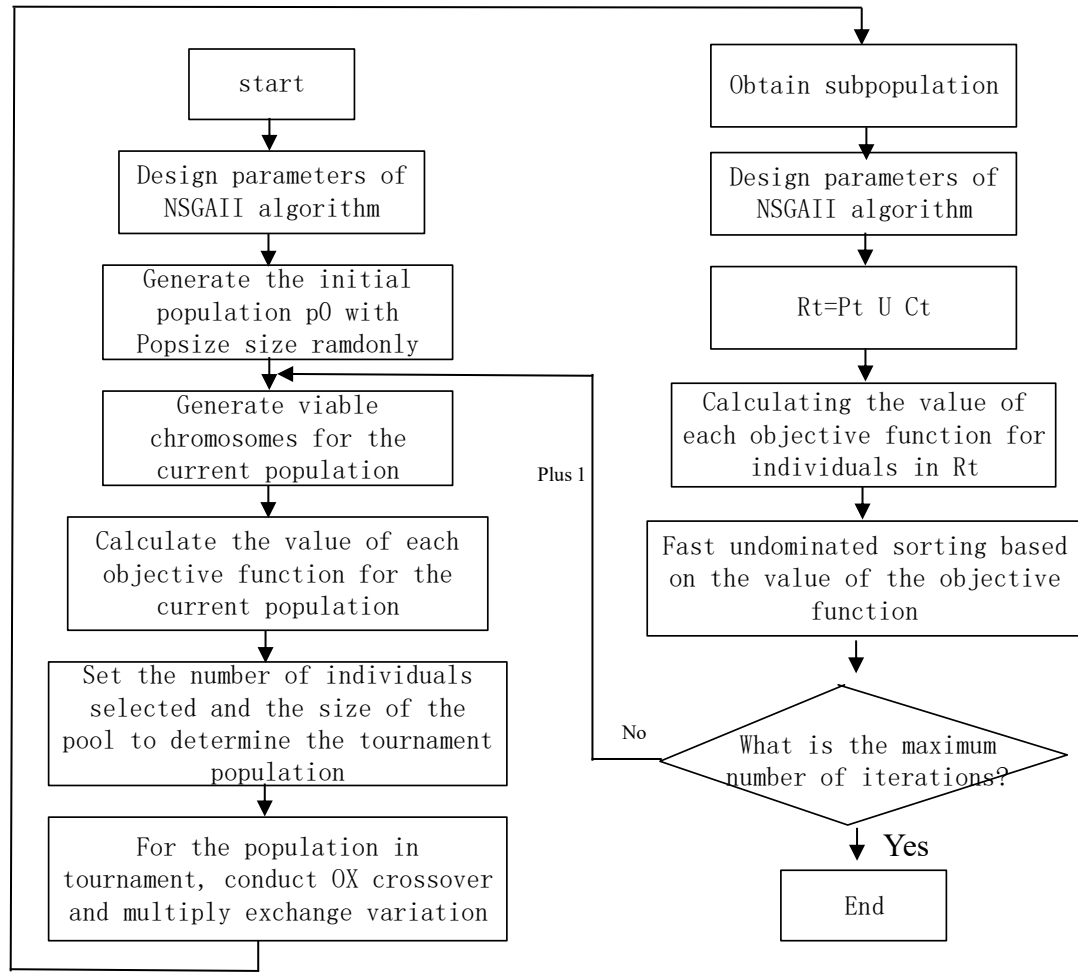 start
Design parameters of
NSGAII algorithm
Generate the initial
population p0 with
Popsize size ramdonly
Generate viable
chromosomes for the
current population
Calculate the value of each
objective function for the
current population
Set the number of individuals
selected and the size of the
pool to determine the tournament
population
For the population in
tournament, conduct OX crossover
and multiply exchange variation
Obtain subpopulation
Design parameters of
NSGAII algorithm
Rt=Pt U Ct
Calculating the value of
each objective function for
individuals in Rt
Fast undominated sorting based
on the value of the objective
function
What is the maximum
number of iterations?
No
Plus 1
Yes
End